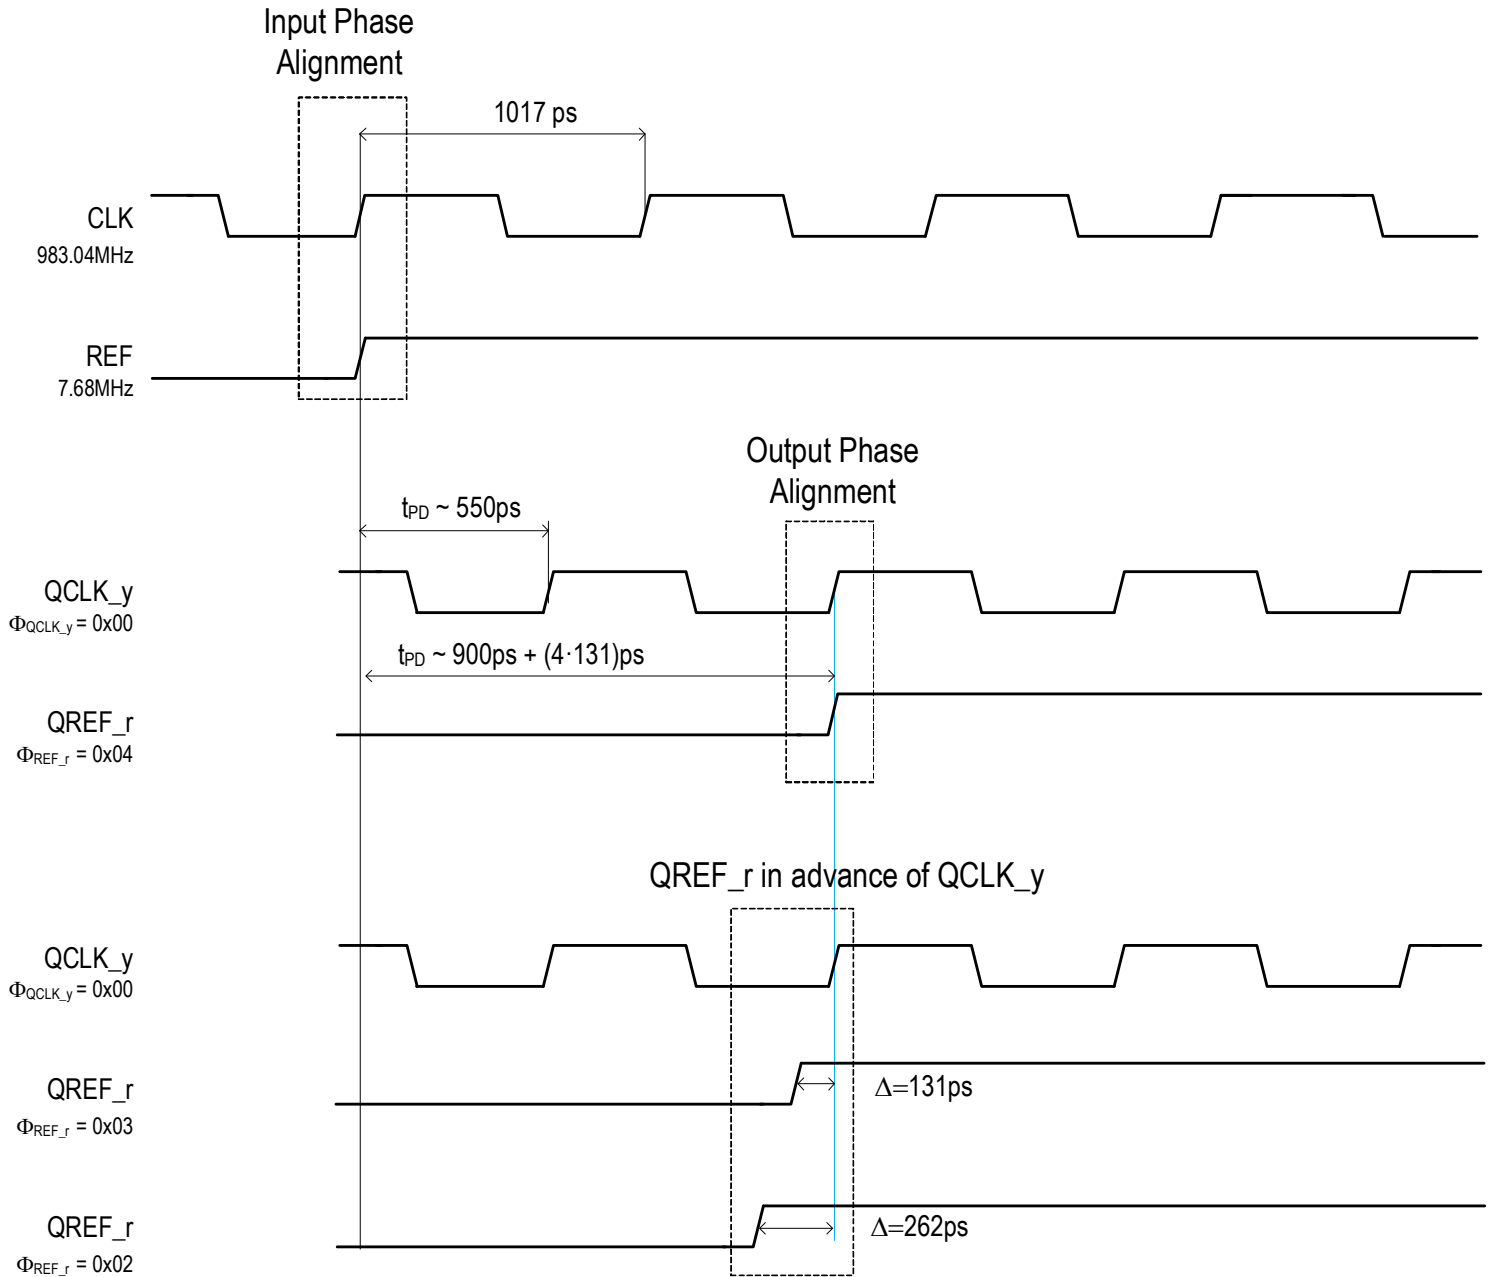 Input Phase
Alignment
1017 ps
CLK
983.04MHz
REF
7.68MHz
Output Phase
Alignment
tPD ~ 550ps
QCLK_y
ΦQCLK_y = 0x00
tPD ~ 900ps + (4·131)ps
QREF_r
ΦREF_r = 0x04
QREF_r in advance of QCLK_y
QCLK_y
ΦQCLK_y = 0x00
QREF_r
Δ=131ps
ΦREF_r = 0x03
QREF_r
Δ=262ps
ΦREF_r = 0x02